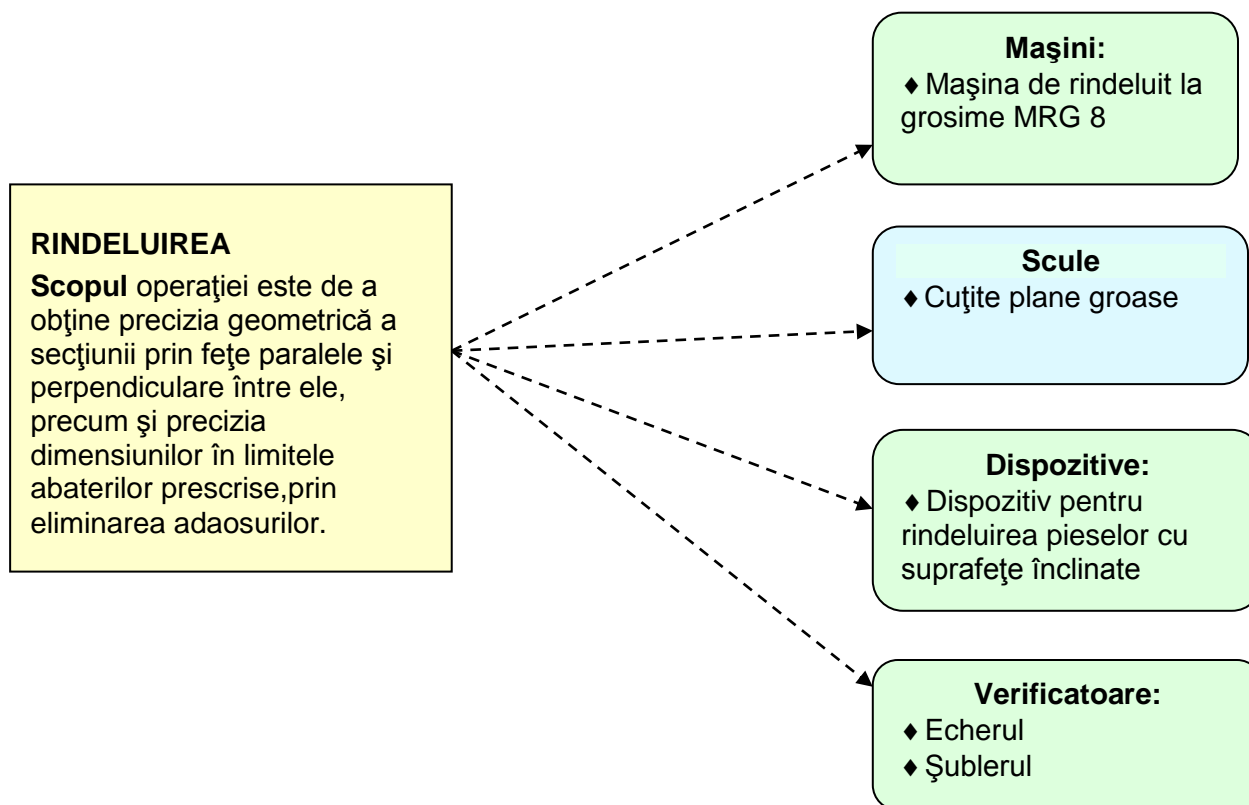 RINDELUIREA
Scopul operaţiei este de a
obţine precizia geometrică a
secţiunii prin feţe paralele şi
perpendiculare între ele,
precum şi precizia
dimensiunilor în limitele
abaterilor prescrise,prin
eliminarea adaosurilor.
Maşini:
♦ Maşina de rindeluit la
grosime MRG 8
Scule
♦ Cuţite plane groase
Dispozitive:
♦ Dispozitiv pentru
rindeluirea pieselor cu
suprafeţe înclinate
Verificatoare:
♦ Echerul
♦ Şublerul